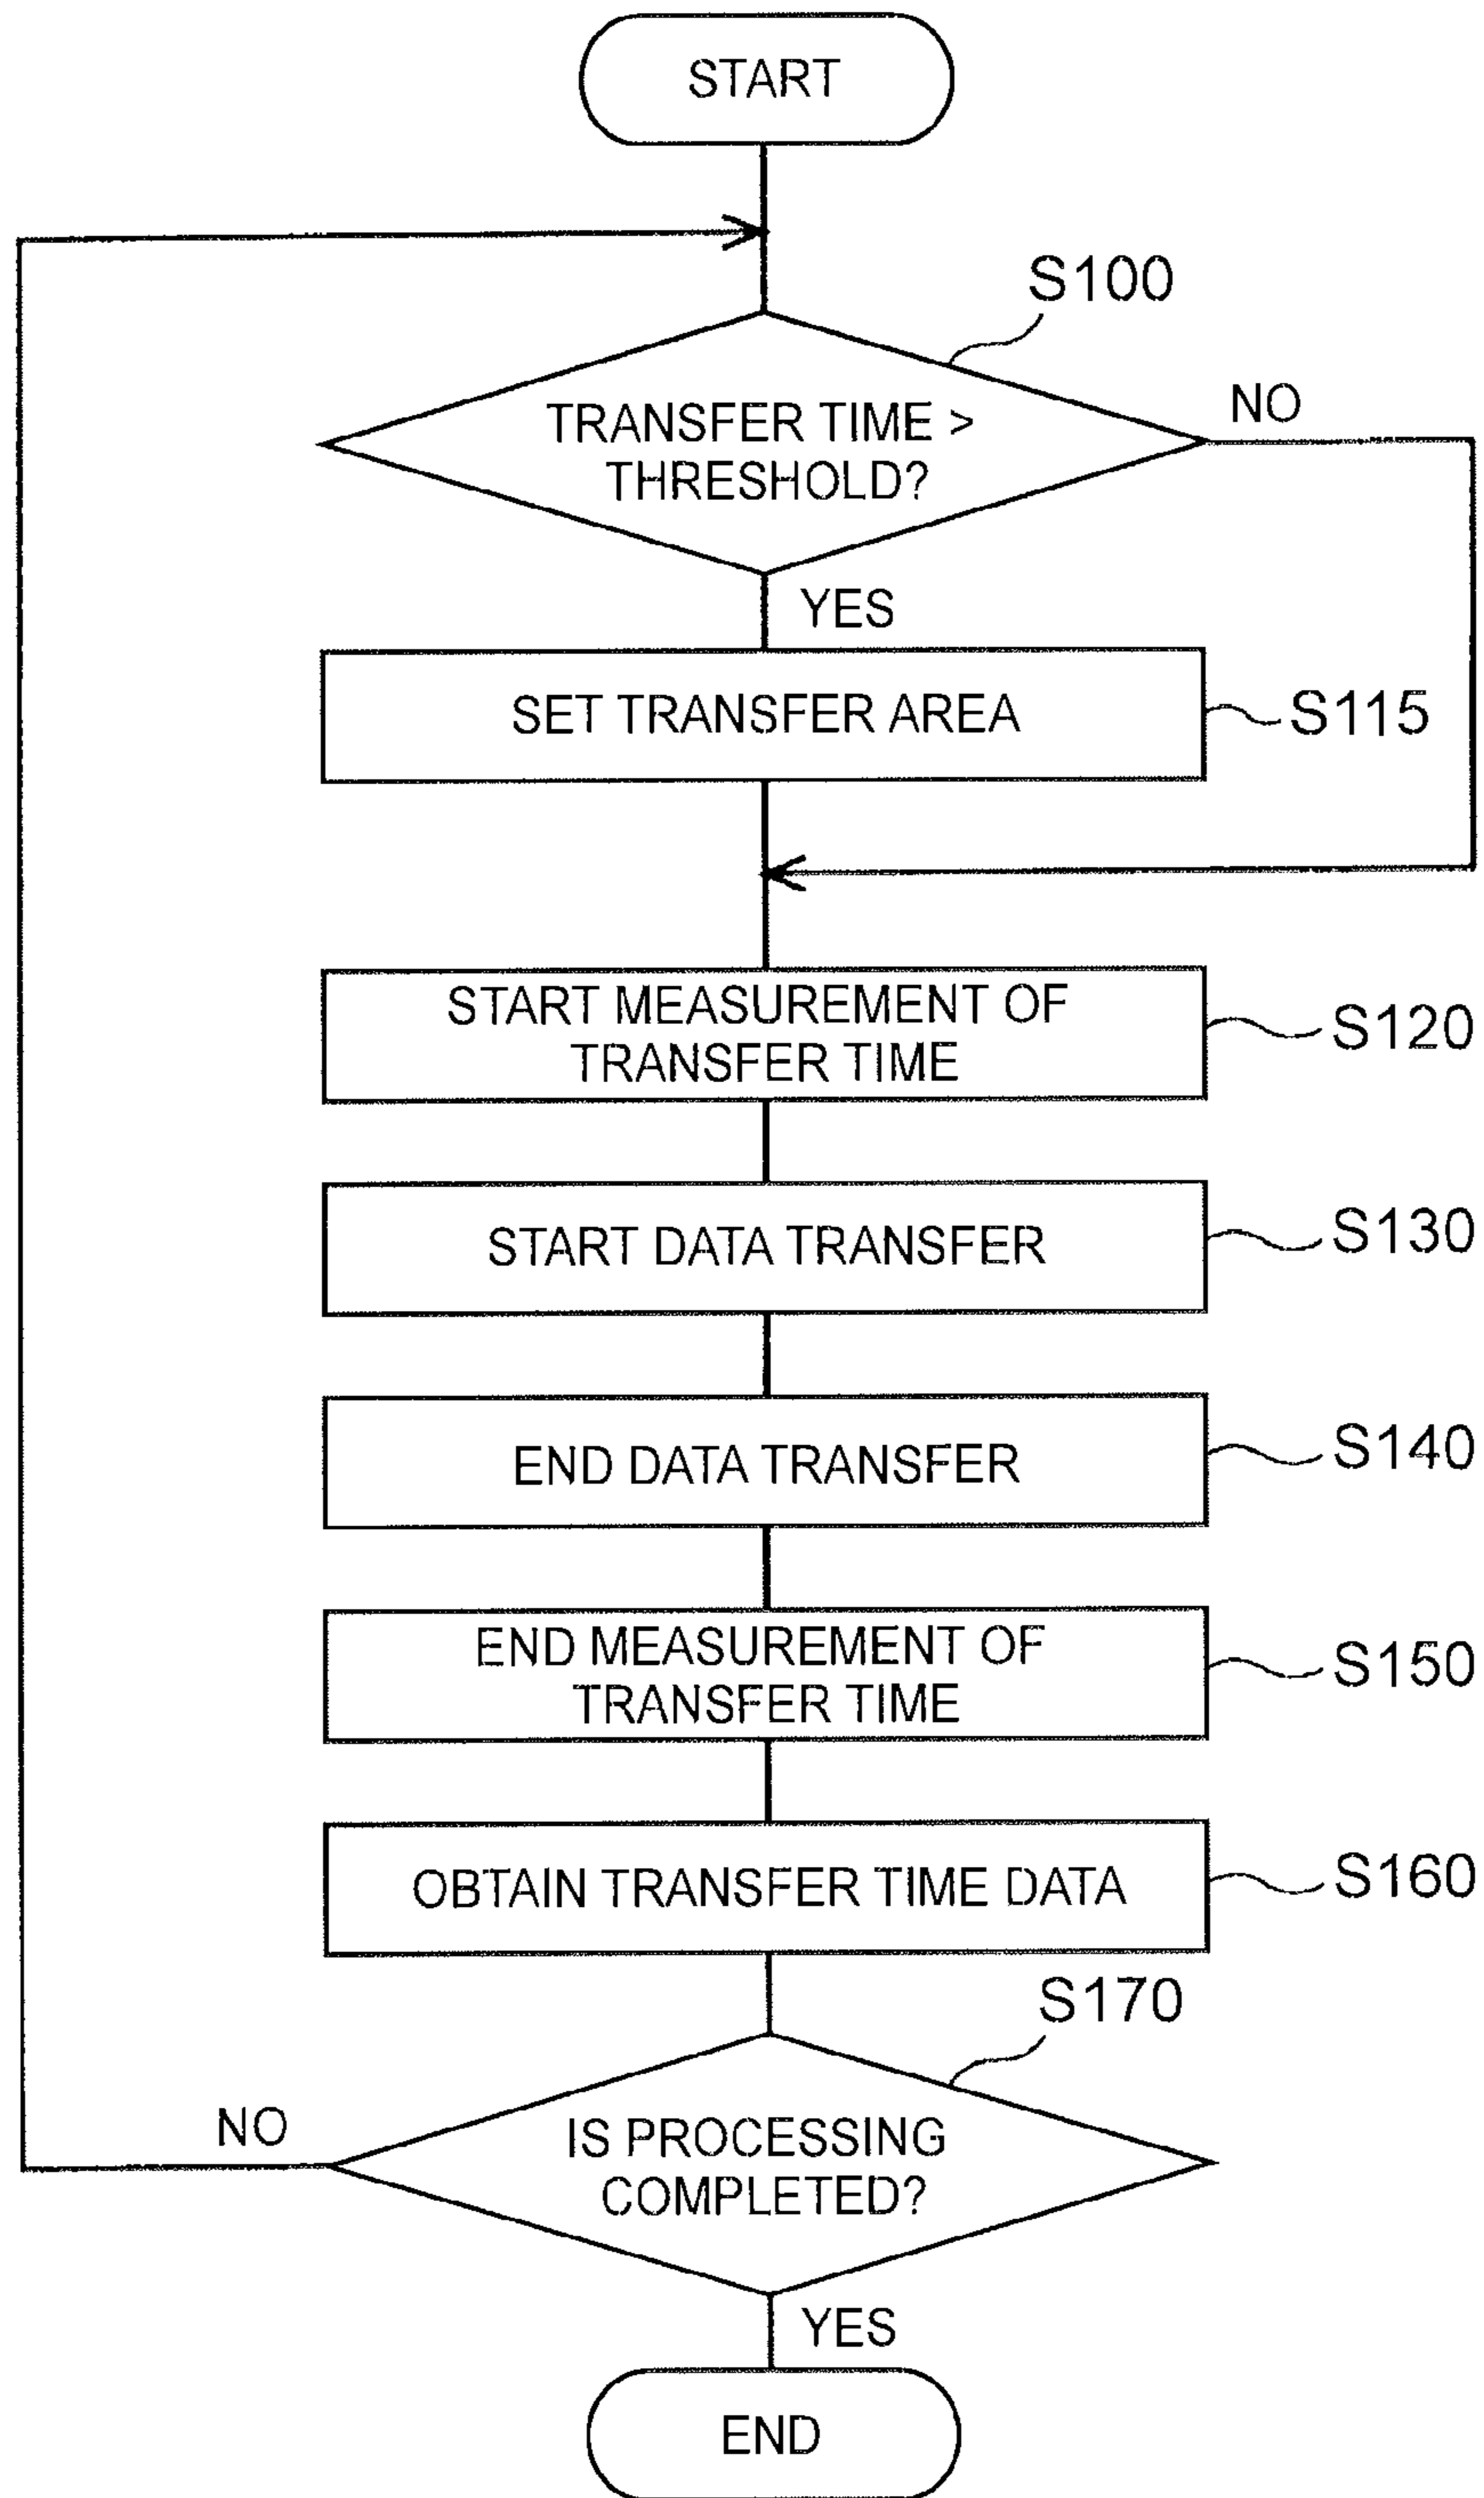 START
S100
TRANSFER TIME >
THRESHOLD?
NO
YES
SET TRANSFER AREA
S115
START MEASUREMENT OF
TRANSFER TIME
S120
START DATA TRANSFER
S130
END DATA TRANSFER
S140
END MEASUREMENT OF
TRANSFER TIME
S150
OBTAIN TRANSFER TIME DATA
S160
S170
NO
IS PROCESSING
COMPLETED?
YES
END